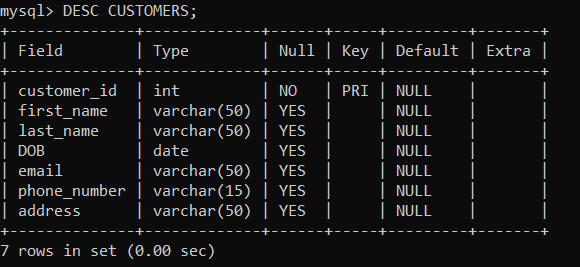 mysql> DESC CUSTOMERS;
+--------------+-------------+------+-----+---------+-------+
| Field        | Type        | Null | Key | Default | Extra |
+--------------+-------------+------+-----+---------+-------+
| customer_id  | int         | NO   | PRI | NULL    |       |
| first_name   | varchar(50) | YES  |     | NULL    |       |
| last_name    | varchar(50) | YES  |     | NULL    |       |
| DOB          | date        | YES  |     | NULL    |       |
| email        | varchar(50) | YES  |     | NULL    |       |
| phone_number | varchar(15) | YES  |     | NULL    |       |
| address      | varchar(50) | YES  |     | NULL    |       |
+--------------+-------------+------+-----+---------+-------+
7 rows in set (0.00 sec)